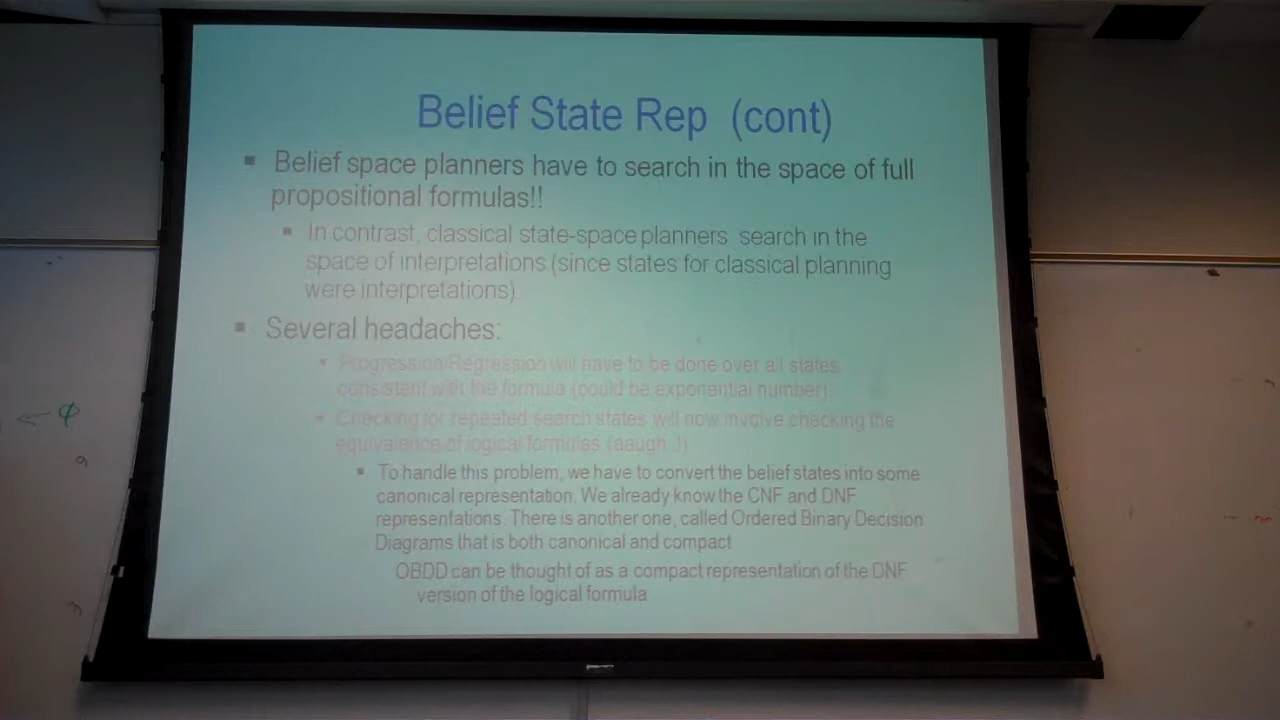 Belief State Rep (cont)
Belief space planners have to search in the space of full
propositional formulas!!
In contrast, classical state-space planners search in the
space of interpretations (since states for classical planning
were interpretations).
Several headaches:
Progression/Regression will have to be done over all states
consistent with the formula (could be exponential number).
Checking for repeated search states will now involve checking the
equivalence of logical formulas (aaugh..!)
To handle this problem, we have to convert the belief states into some
canonical representation. We already know the CNF and DNF
representations. There is another one, called Ordered Binary Decision
Diagrams that is both canonical and compact
OBDD can be thought of as a compact representation of the DNF
version of the logical formula
← Φ